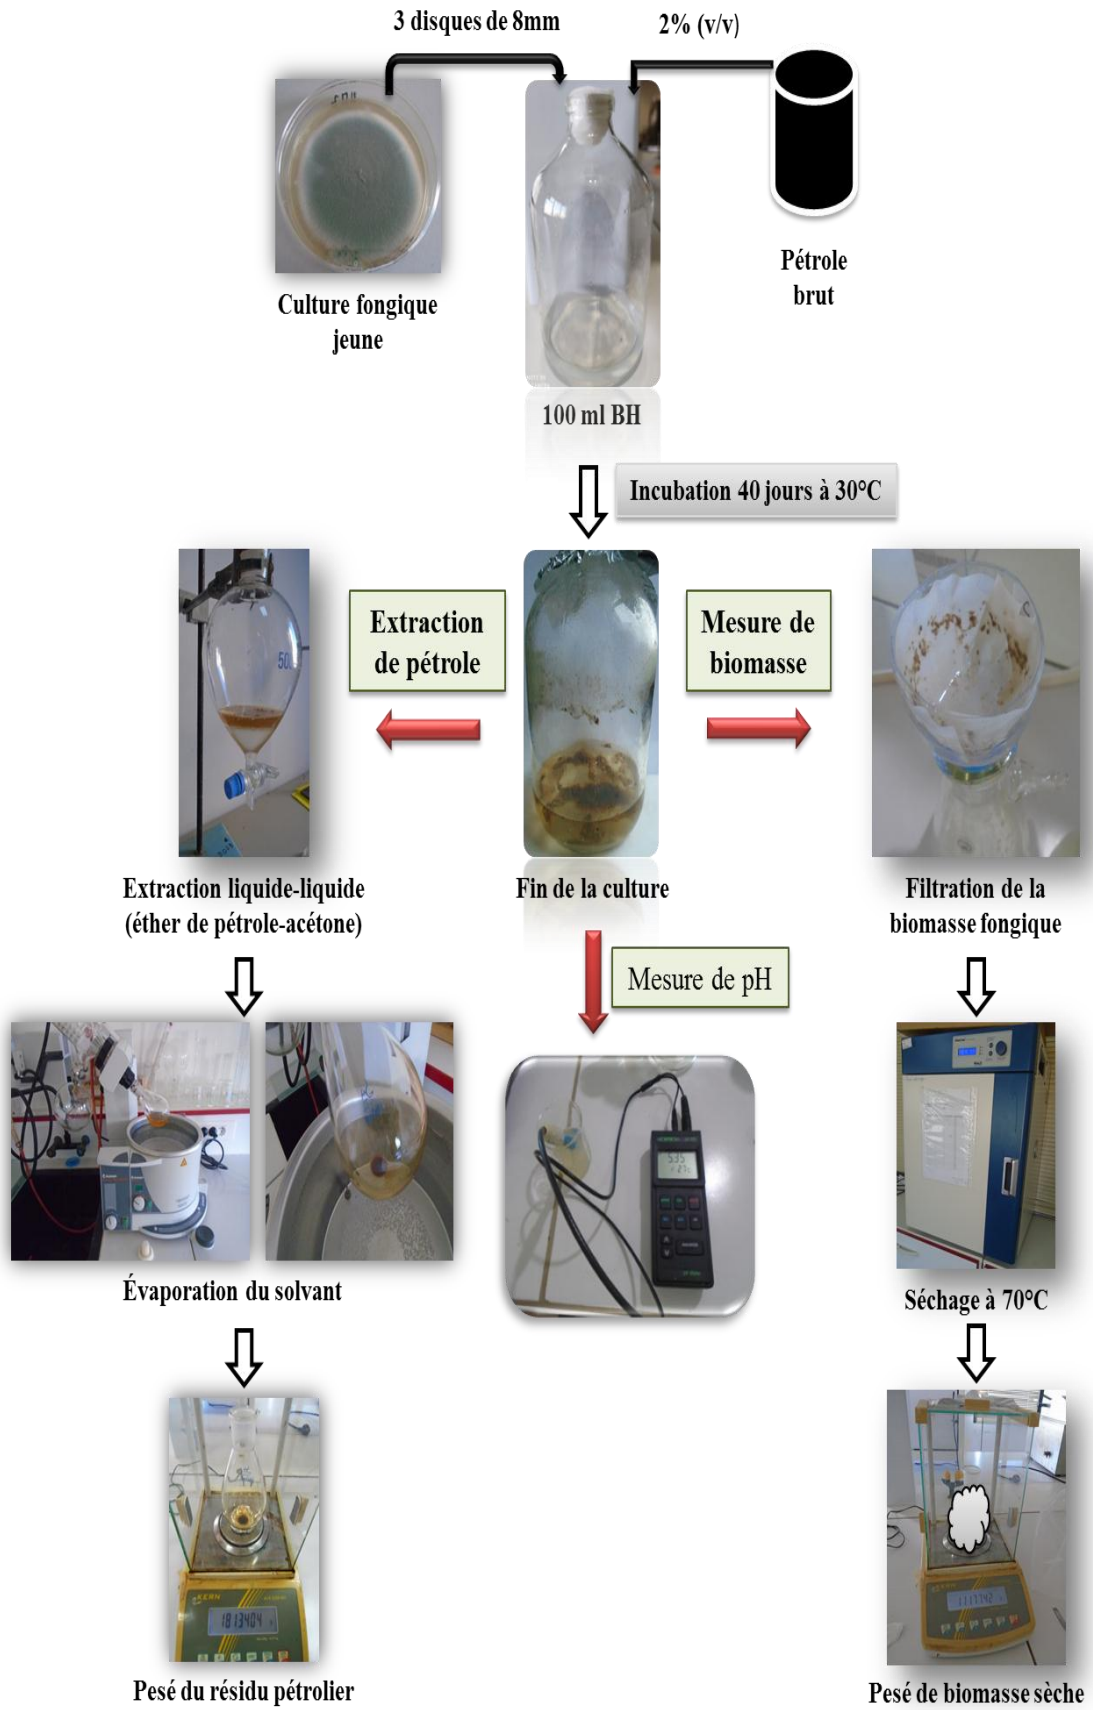 3 disques de 8mm
2% (v/v)
Culture fongique
jeune
Pétrole
brut
100 ml BH
Incubation 40 jours à 30°C
Extraction
de pétrole
Mesure de
biomasse
Extraction liquide-liquide
(éther de pétrole-acétone)
Fin de la culture
Filtration de la
biomasse fongique
Mesure de pH
Évaporation du solvant
Séchage à 70°C
KERN
1813404
Pesé du résidu pétrolier
Pesé de biomasse sèche